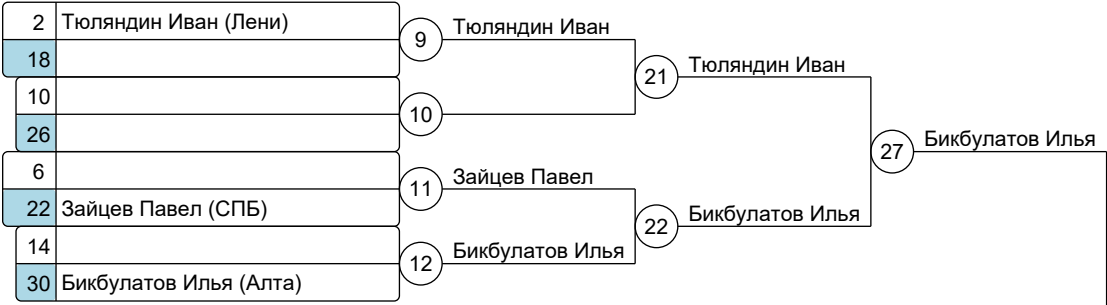 2 Тюляндин Иван (Лени)
18
10
26
6
22 Зайцев Павел (СПБ)
14
30 Бикбулатов Илья (Алта)
9 Тюляндин Иван
10
11 Зайцев Павел
12 Бикбулатов Илья
21 Тюляндин Иван
22 Бикбулатов Илья
27 Бикбулатов Илья